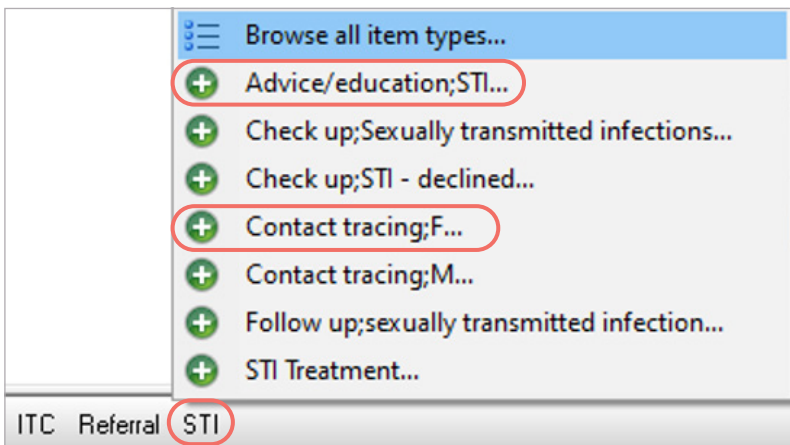 Browse all item types...
Advice/education;STI...
Check up;Sexually transmitted infections...
Check up;STI - declined...
Contact tracing;F...
Contact tracing;M...
Follow up;sexually transmitted infection...
STI Treatment...
ITC Referral STI